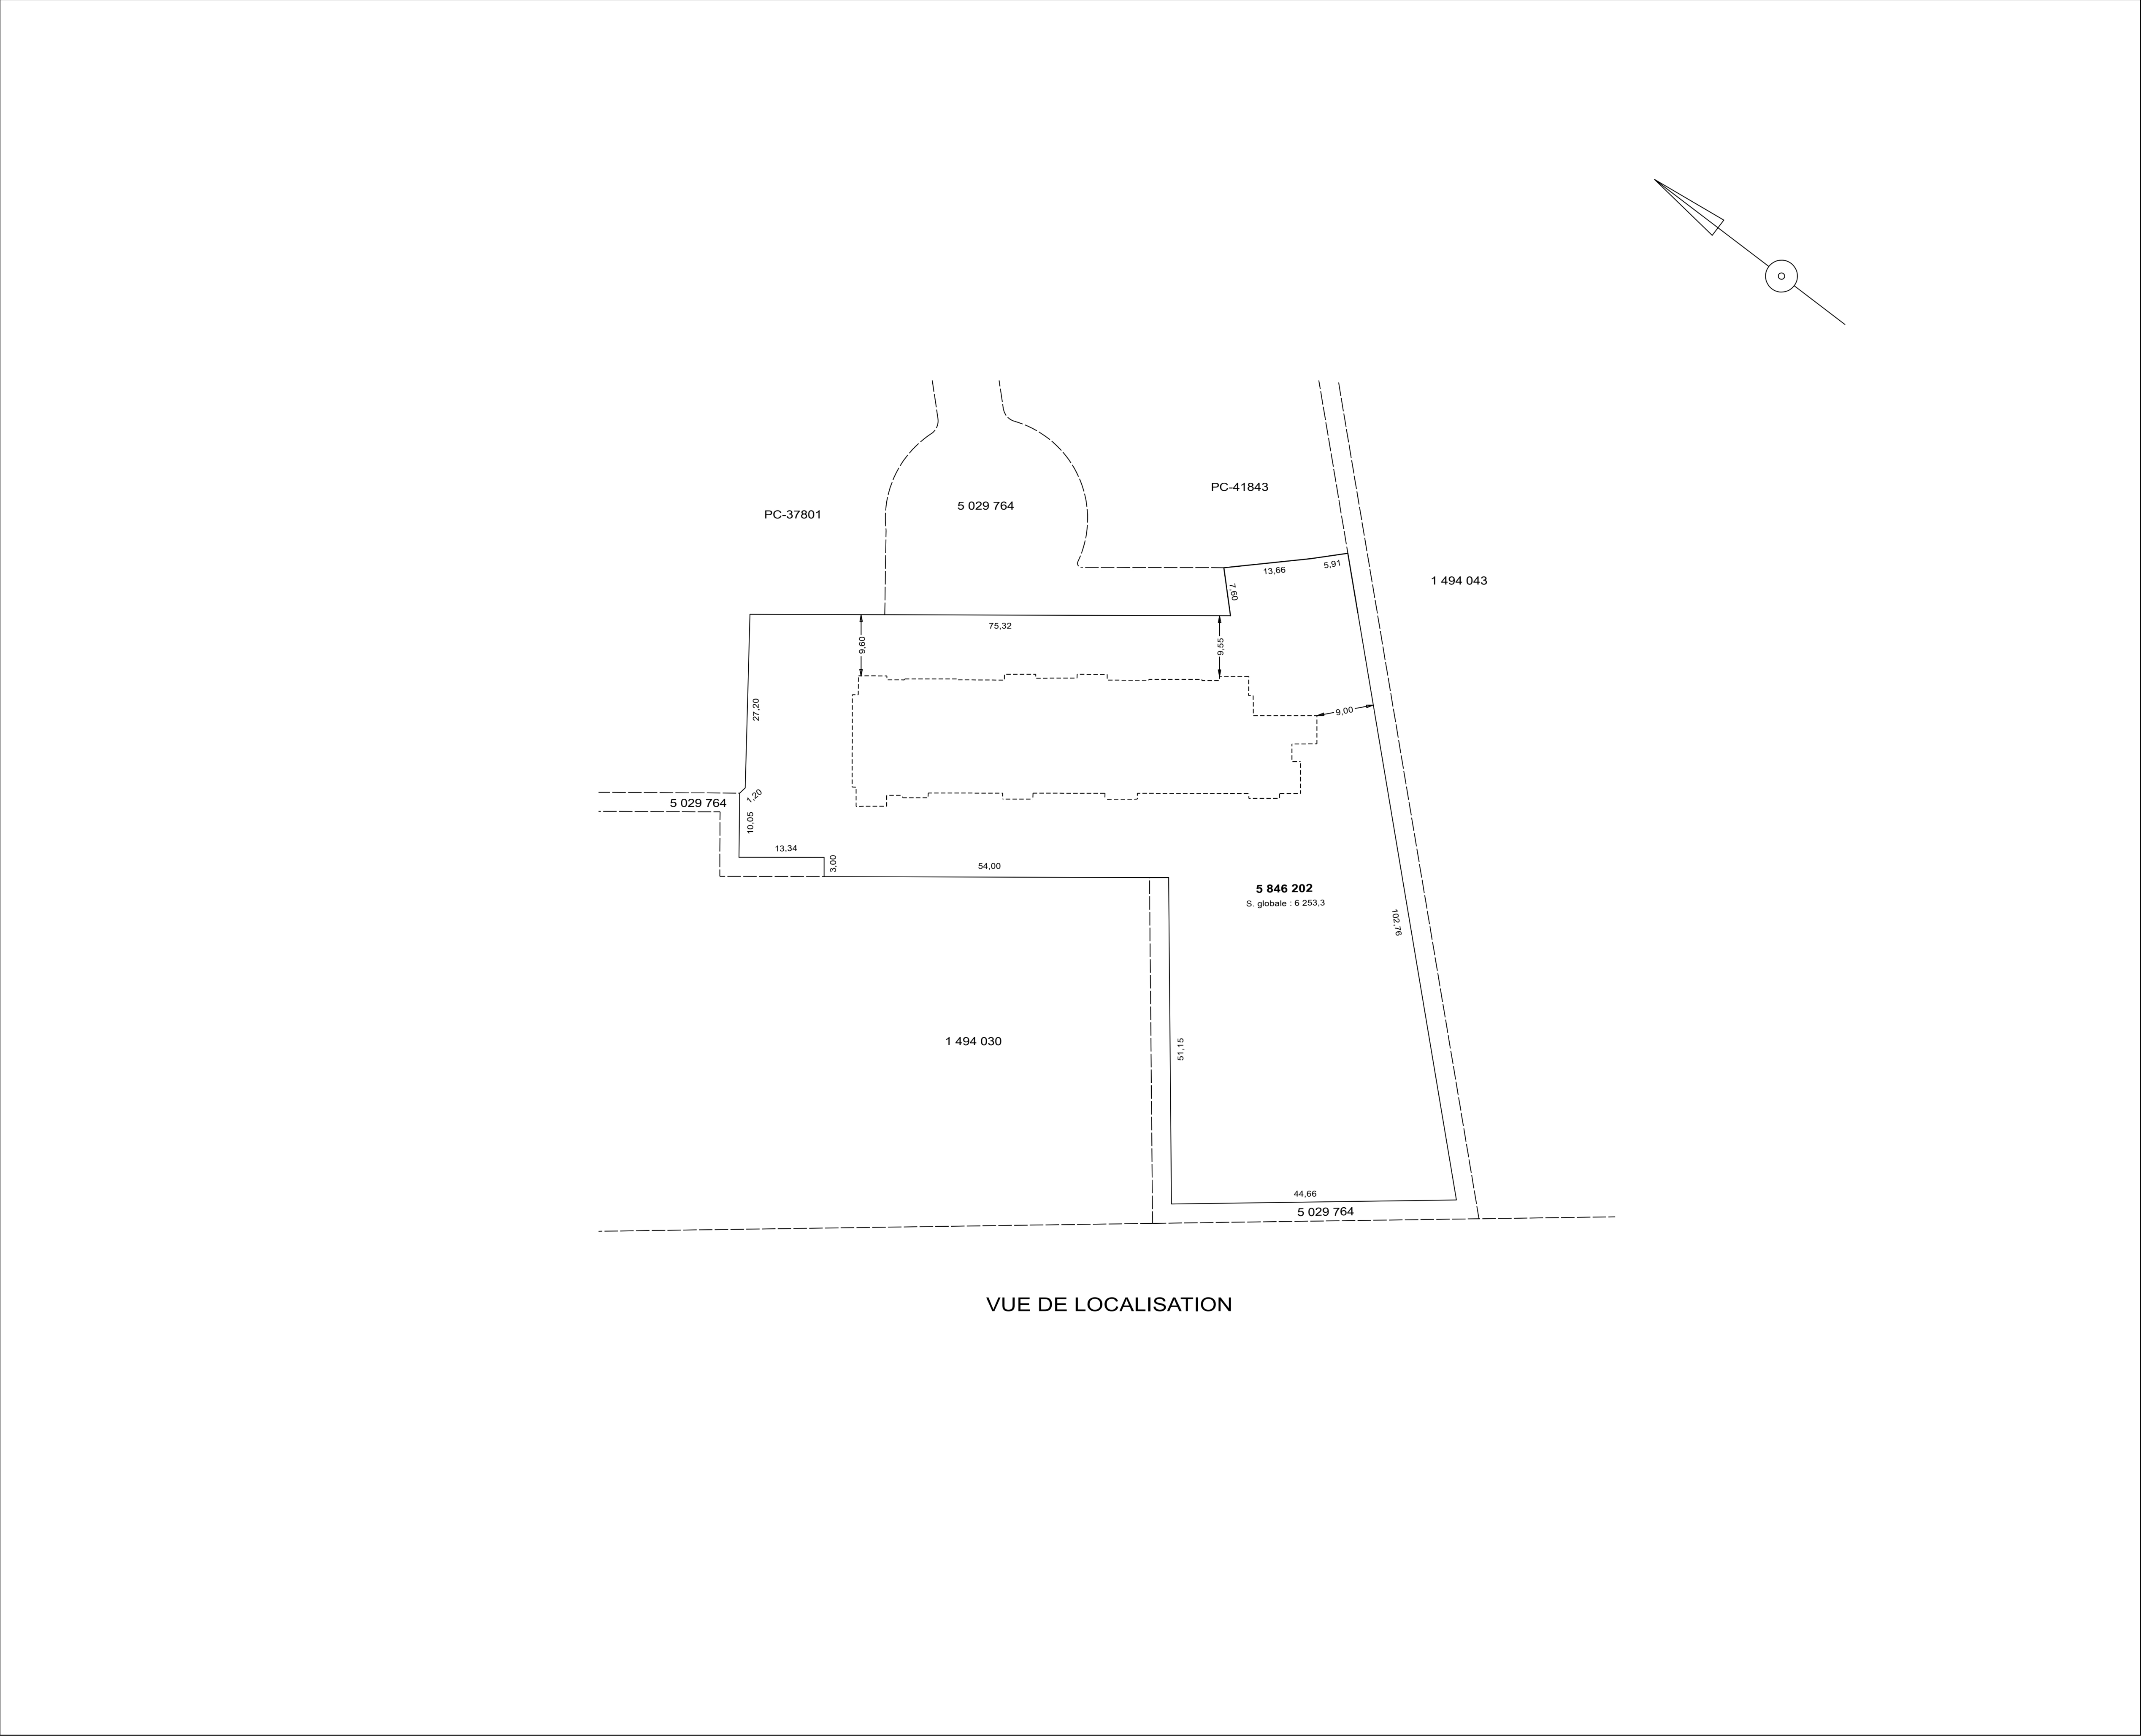 PC-41843
5 029 764
PC-37801
13,66
5,91
1 494 043
7,60
75,32
9,60
9,55
27,20
9,00
1,20
5 029 764
10,05
13,34
3,00
54,00
5 846 202
S. globale : 6 253,3
102,76
1 494 030
51,15
44,66
5 029 764
VUE DE LOCALISATION